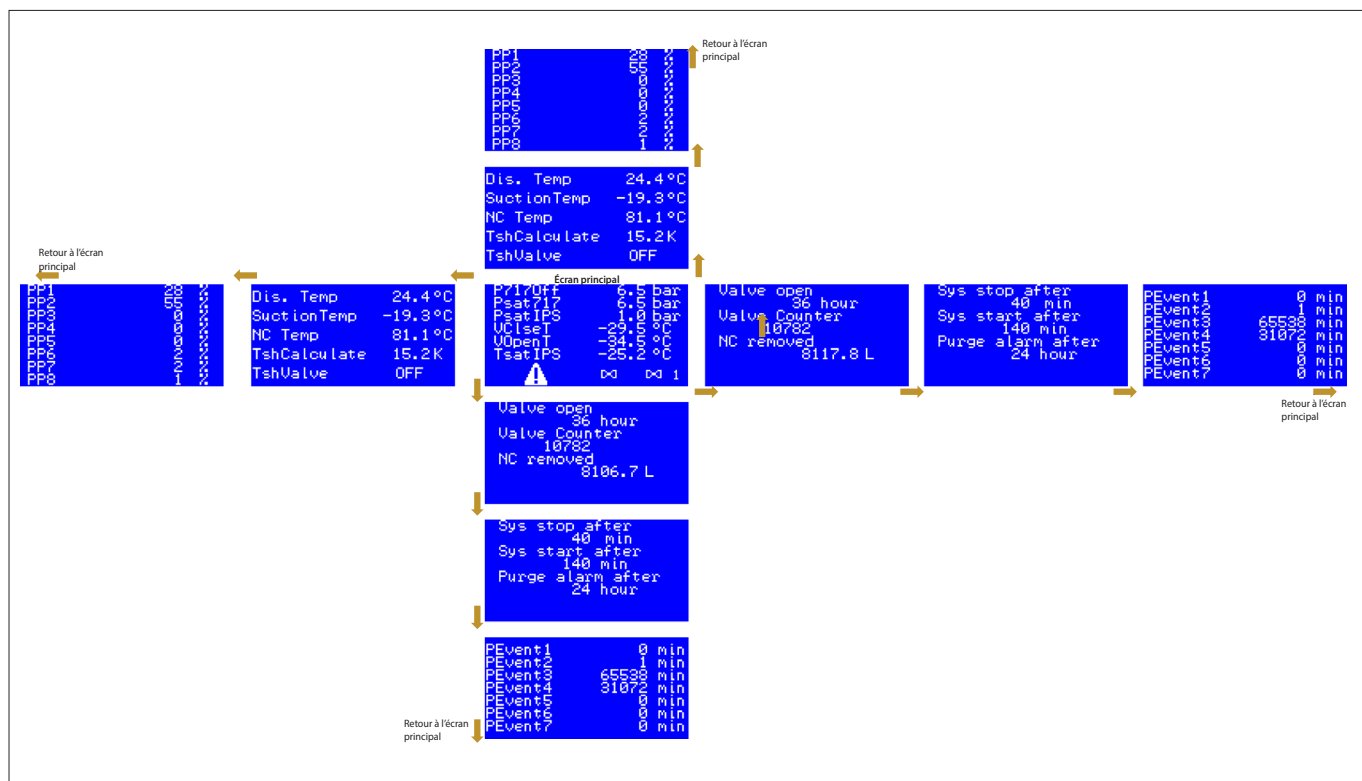 PP1 28 %
PP2 55 %
PP3 0 %
PP4 0 %
PP5 0 %
PP6 2 %
PP7 2 %
PP8 1 %
Retour à l'écran
principal
Dis. Temp 24.4°C
SuctionTemp -19.3°C
NC Temp 81.1°C
TshCalculate 15.2K
TshValve OFF
Retour à l'écran
principal
PP1 28 %
PP2 55 %
PP3 0 %
PP4 0 %
PP5 0 %
PP6 2 %
PP7 2 %
PP8 1 %
Dis. Temp 24.4°C
SuctionTemp -19.3°C
NC Temp 81.1°C
TshCalculate 15.2K
TshValve OFF
Écran principal
P717Off 6.5 bar
Psat717 6.5 bar
PsatIPS 1.0 bar
VClseT -29.5 °C
VOpenT -34.5 °C
TsatIPS -25.2 °C
1
Valve open
36 hour
Valve Counter
10782
NC removed
8117.8 L
Sys stop after
40 min
Sys start after
140 min
Purge alarm after
24 hour
PEvent1 0 min
PEvent2 1 min
PEvent3 65538 min
PEvent4 31072 min
PEvent5 0 min
PEvent6 0 min
PEvent7 0 min
Retour à l'écran
principal
Valve open
36 hour
Valve Counter
10782
NC removed
8106.7 L
Sys stop after
40 min
Sys start after
140 min
Purge alarm after
24 hour
PEvent1 0 min
PEvent2 1 min
PEvent3 65538 min
PEvent4 31072 min
PEvent5 0 min
PEvent6 0 min
PEvent7 0 min
Retour à l'écran
principal